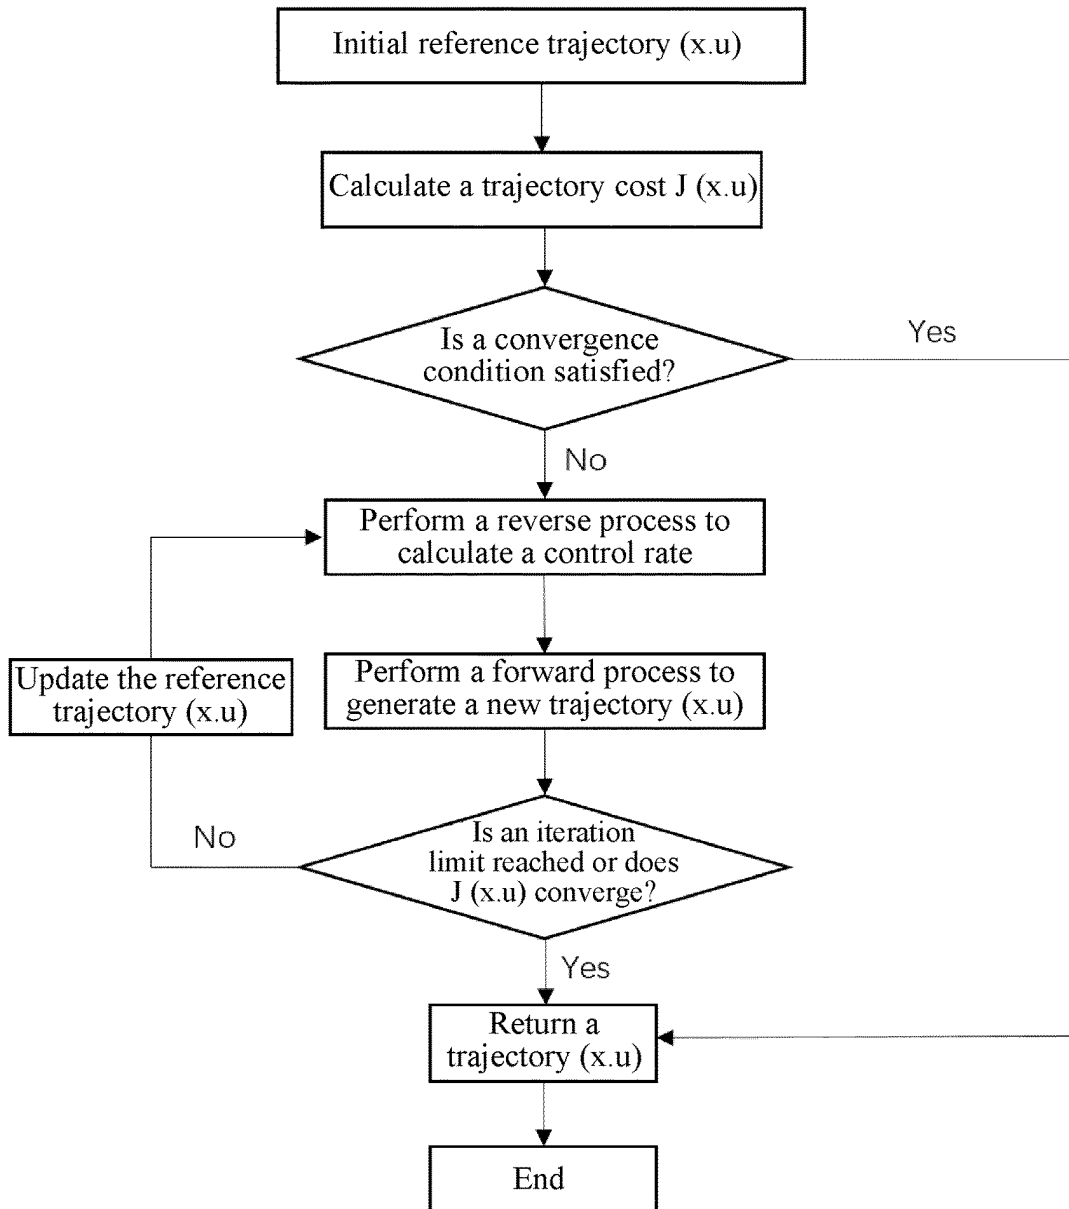 Initial reference trajectory (x.u)
Calculate a trajectory cost J (x.u)
Is a convergence
condition satisfied?
Yes
No
Perform a reverse process to
calculate a control rate
Update the reference
trajectory (x.u)
Perform a forward process to
generate a new trajectory (x.u)
Is an iteration
limit reached or does
J (x.u) converge?
No
Yes
Return a
trajectory (x.u)
End